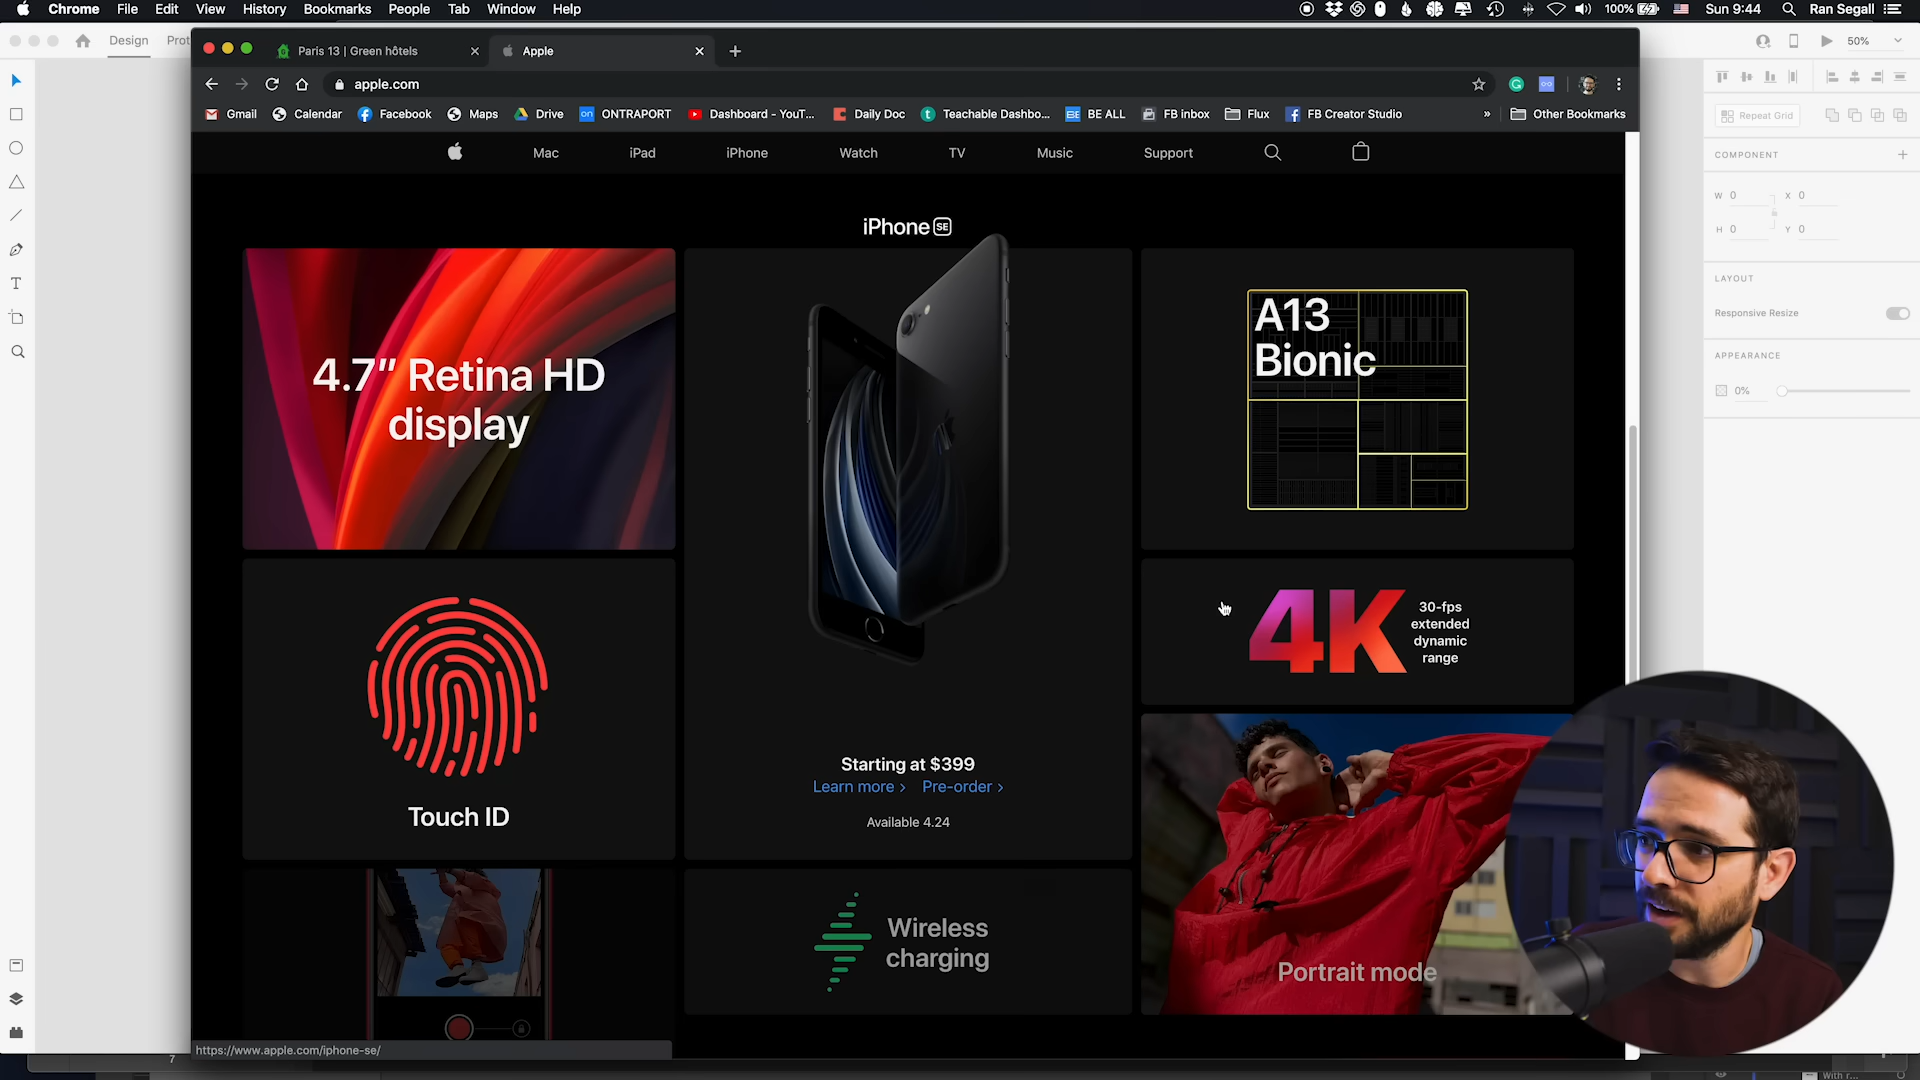 Chrome File Edit View History Bookmarks People Tab Window Help
100% Sun 9:44 Ran Segall
Design Prot
Paris 13 | Green hôtels
Apple
50%
apple.com
Gmail Calendar Facebook Maps Drive ONTRAPORT Dashboard - YouT... Daily Doc Teachable Dashbo... BE ALL FB inbox Flux FB Creator Studio » Other Bookmarks
Mac iPad iPhone Watch TV Music Support
Repeat Grid
COMPONENT
W 0 X 0
H 0 Y 0
LAYOUT
Responsive Resize
APPEARANCE
0%
iPhone SE
4.7″ Retina HD
display
A13
Bionic
4K
30-fps
extended
dynamic
range
Touch ID
Starting at $399
Learn more > Pre-order >
Available 4.24
Wireless
charging
Portrait mode
https://www.apple.com/iphone-se/
7
With r...